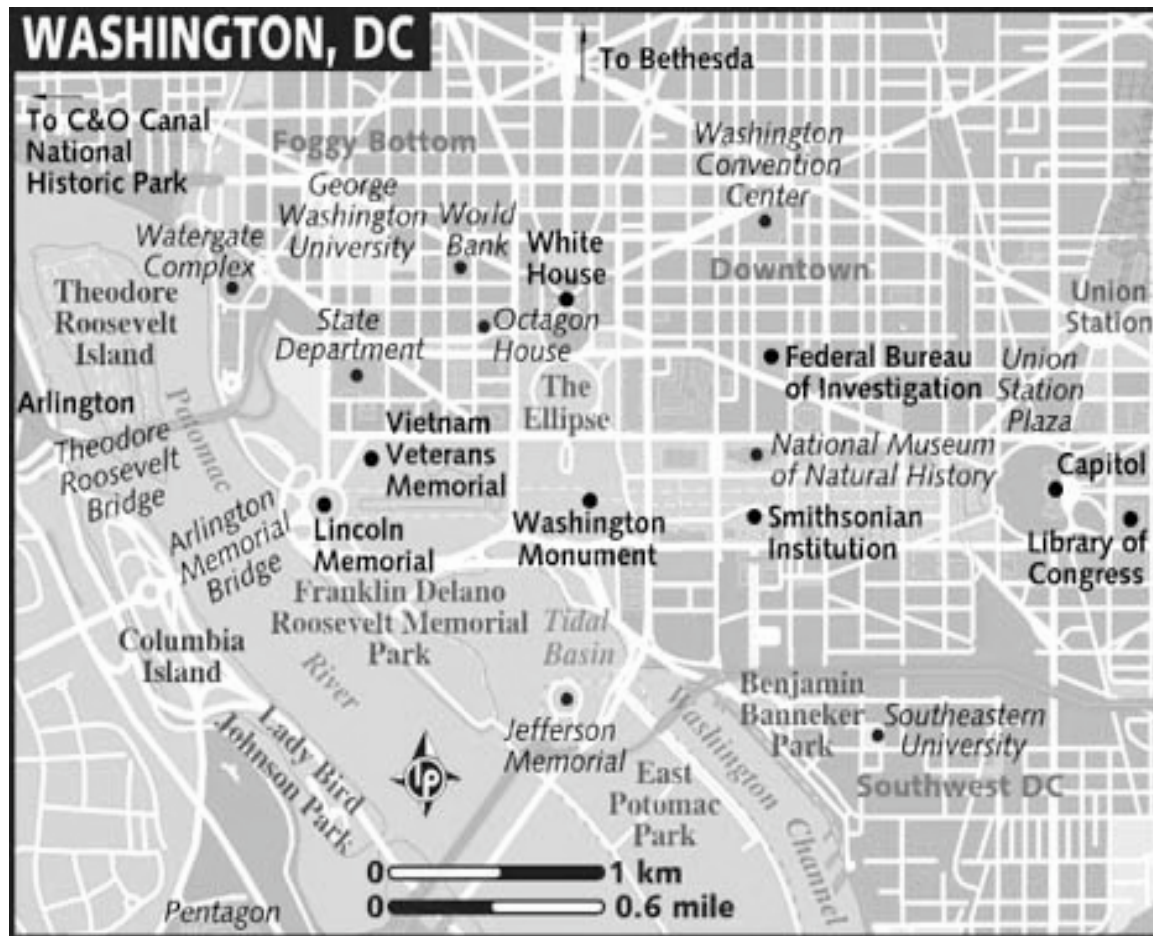 WASHINGTON, DC
To Bethesda
To C&O Canal
National
Historic Park
Foggy Bottom
George
Washington
University
World
Bank
White
House
Washington
Convention
Center
Downtown
Watergate
Complex
Theodore
Roosevelt
Island
State
Department
Octagon
House
The
Ellipse
Federal Bureau
of Investigation
Union
Station
Union
Station
Plaza
Arlington
Theodore
Roosevelt
Bridge
Potomac
Vietnam
Veterans
Memorial
National Museum
of Natural History
Capitol
Arlington
Memorial
Bridge
Lincoln
Memorial
Washington
Monument
Smithsonian
Institution
Library of
Congress
Franklin Delano
Roosevelt Memorial
Park
Tidal
Basin
Columbia
Island
River
Lady Bird
Johnson Park
Jefferson
Memorial
Washington
Channel
Benjamin
Banneker
Park
Southeastern
University
Southwest DC
East
Potomac
Park
lp
0 1 km
0 0.6 mile
Pentagon